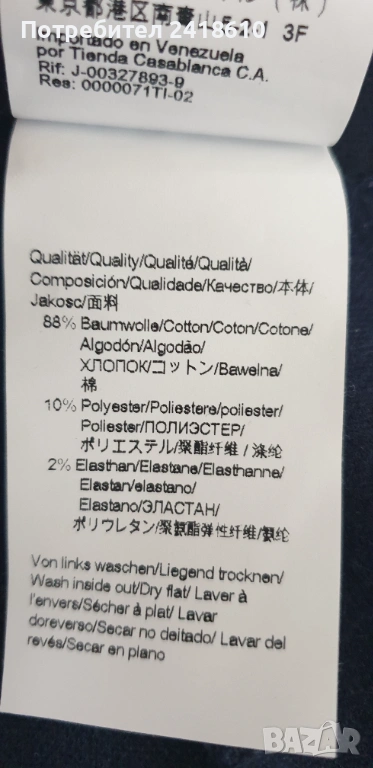 東京都港区南青山5-2-1 3F
Потребител 2418610
Importado en Venezuela
por Tienda Casablanca C.A.
Rif: J-00327893-9
Res: 0000071TI-02
Qualität/Quality/Qualité/Qualità/
Composición/Qualidade/Качество/本体/
Jakosc/面料
88% Baumwolle/Cotton/Coton/Cotone/
Algodón/Algodão/
ХЛОПОК/コットン/Bawelna/
棉
10% Polyester/Poliestere/poliester/
Poliester/ПОЛИЭСТЕР/
ポリエステル/聚酯纤维 / 涤纶
2% Elasthan/Elastane/Elasthanne/
Elastan/elastano/
Elastano/ЭЛАСТАН/
ポリウレタン/聚氨酯弹性纤维/氨纶
Von links waschen/Liegend trocknen/
Wash inside out/Dry flat/ Laver à
l'envers/Sécher à plat/ Lavar
doreverso/Secar no deitado/ Lavar del
revés/Secar en plano
BAZAR.BG